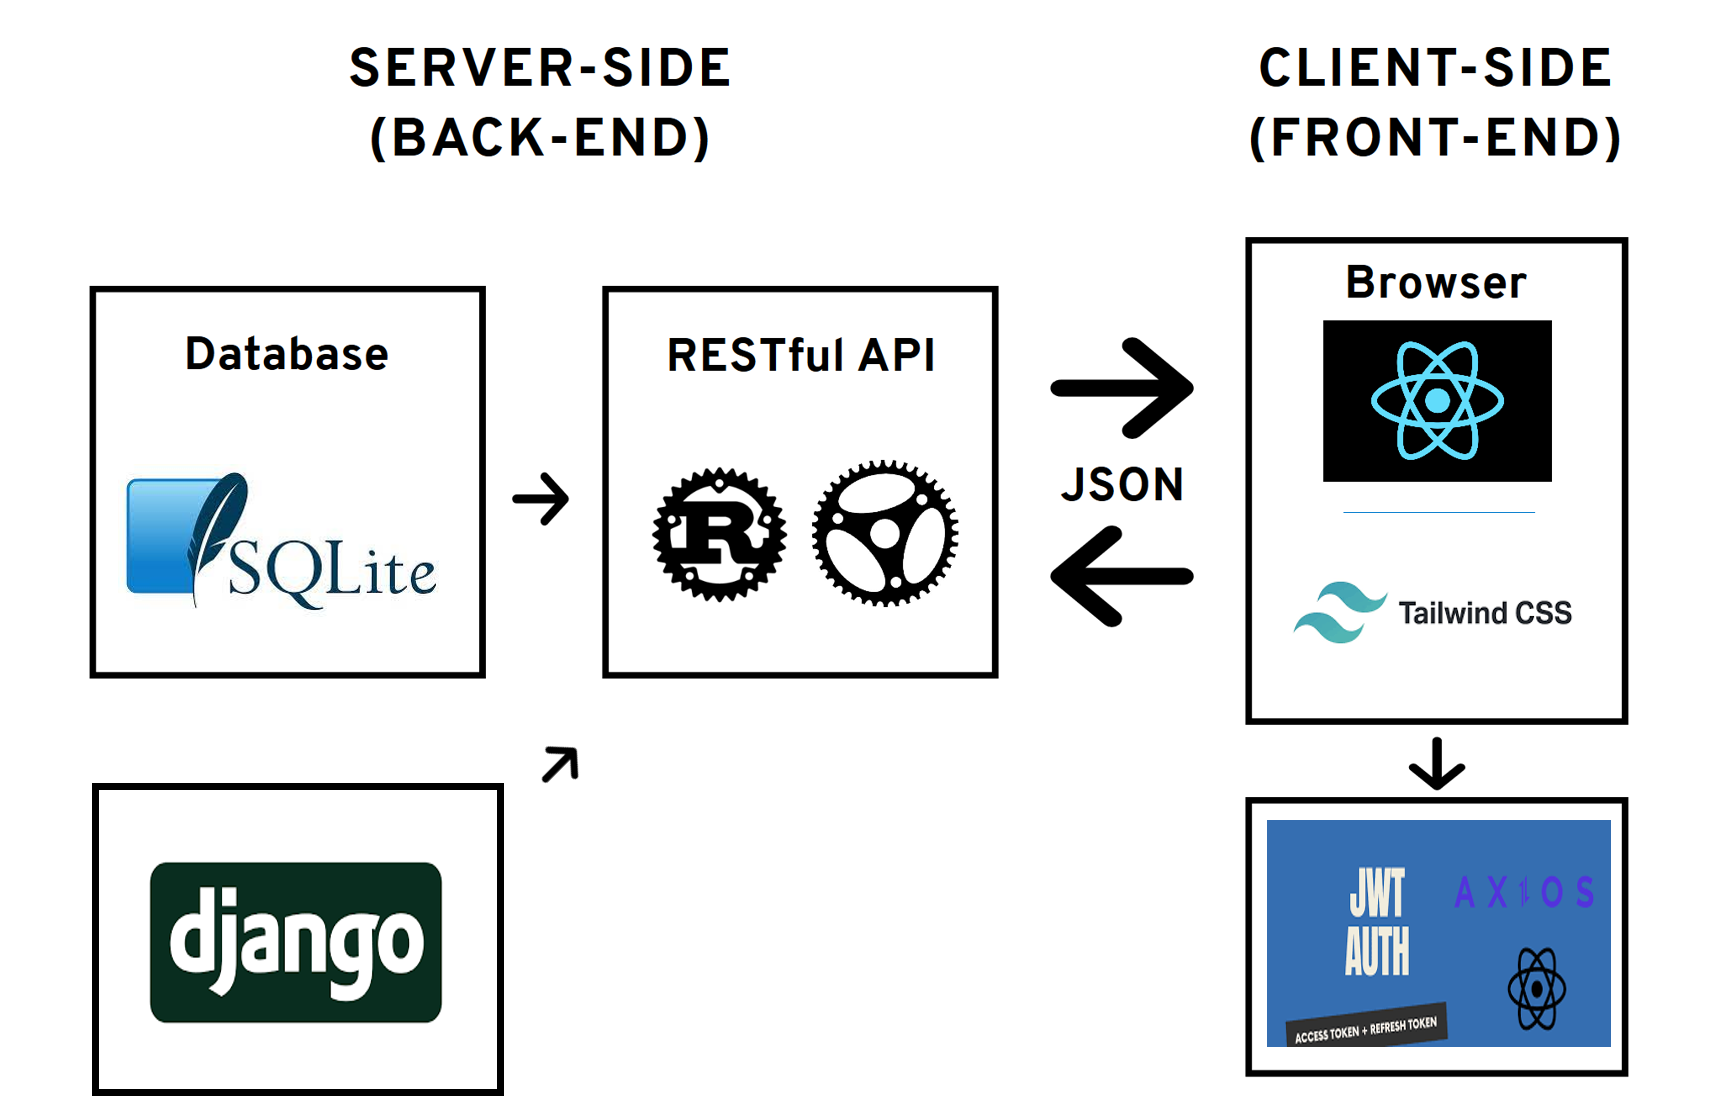 SERVER-SIDE
(BACK-END)
CLIENT-SIDE
(FRONT-END)
Database
SQLite
RESTful API
R
JSON
Browser
Tailwind CSS
django
JWT
AUTH
AXIOS
ACCESS TOKEN + REFRESH TOKEN